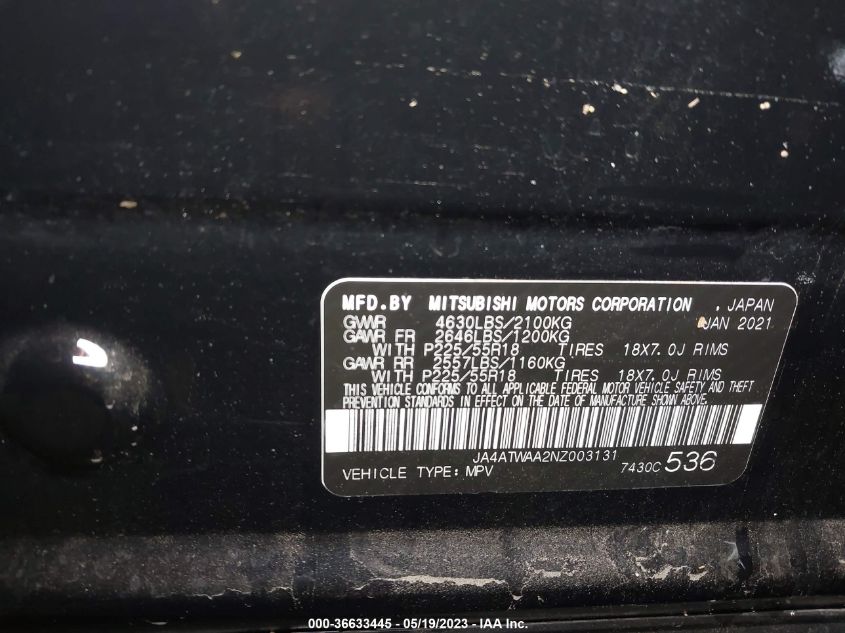 MFD.BY MITSUBISHI MOTORS CORPORATION , JAPAN
GVWR 4630LBS/2100KG JAN 2021
GAWR FR 2646LBS/1200KG
WITH P225/55R18 TIRES 18X7.0J RIMS
GAWR RR 2557LBS/1160KG
WITH P225/55R18 TIRES 18X7.0J RIMS
THIS VEHICLE CONFORMS TO ALL APPLICABLE FEDERAL MOTOR VEHICLE SAFETY AND THEFT
PREVENTION STANDARDS IN EFFECT ON THE DATE OF MANUFACTURE SHOWN ABOVE.
JA4ATWAA2NZ003131
VEHICLE TYPE: MPV 7430C 536
000-36633445 - 05/19/2023 - IAA Inc.